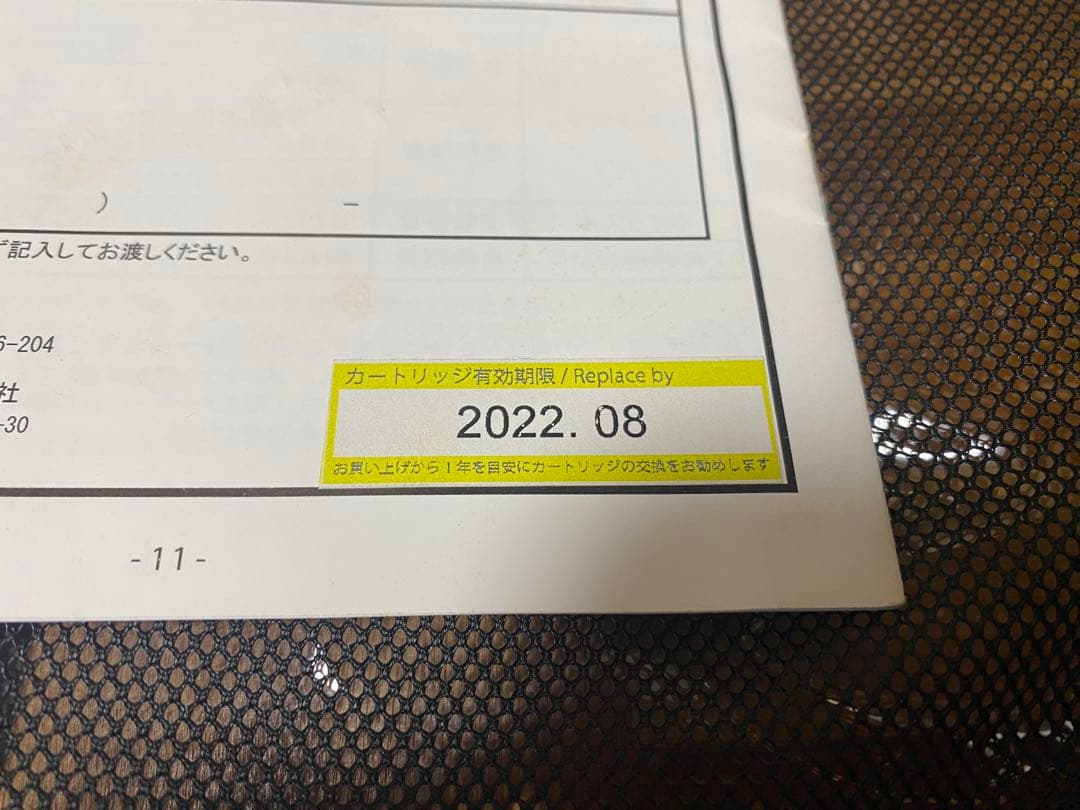 ) －
ず記入してお渡しください。
6-204
社
-30
カートリッジ有効期限 / Replace by
2022. 08
お買い上げから1年を目安にカートリッジの交換をお勧めします
- 11 -